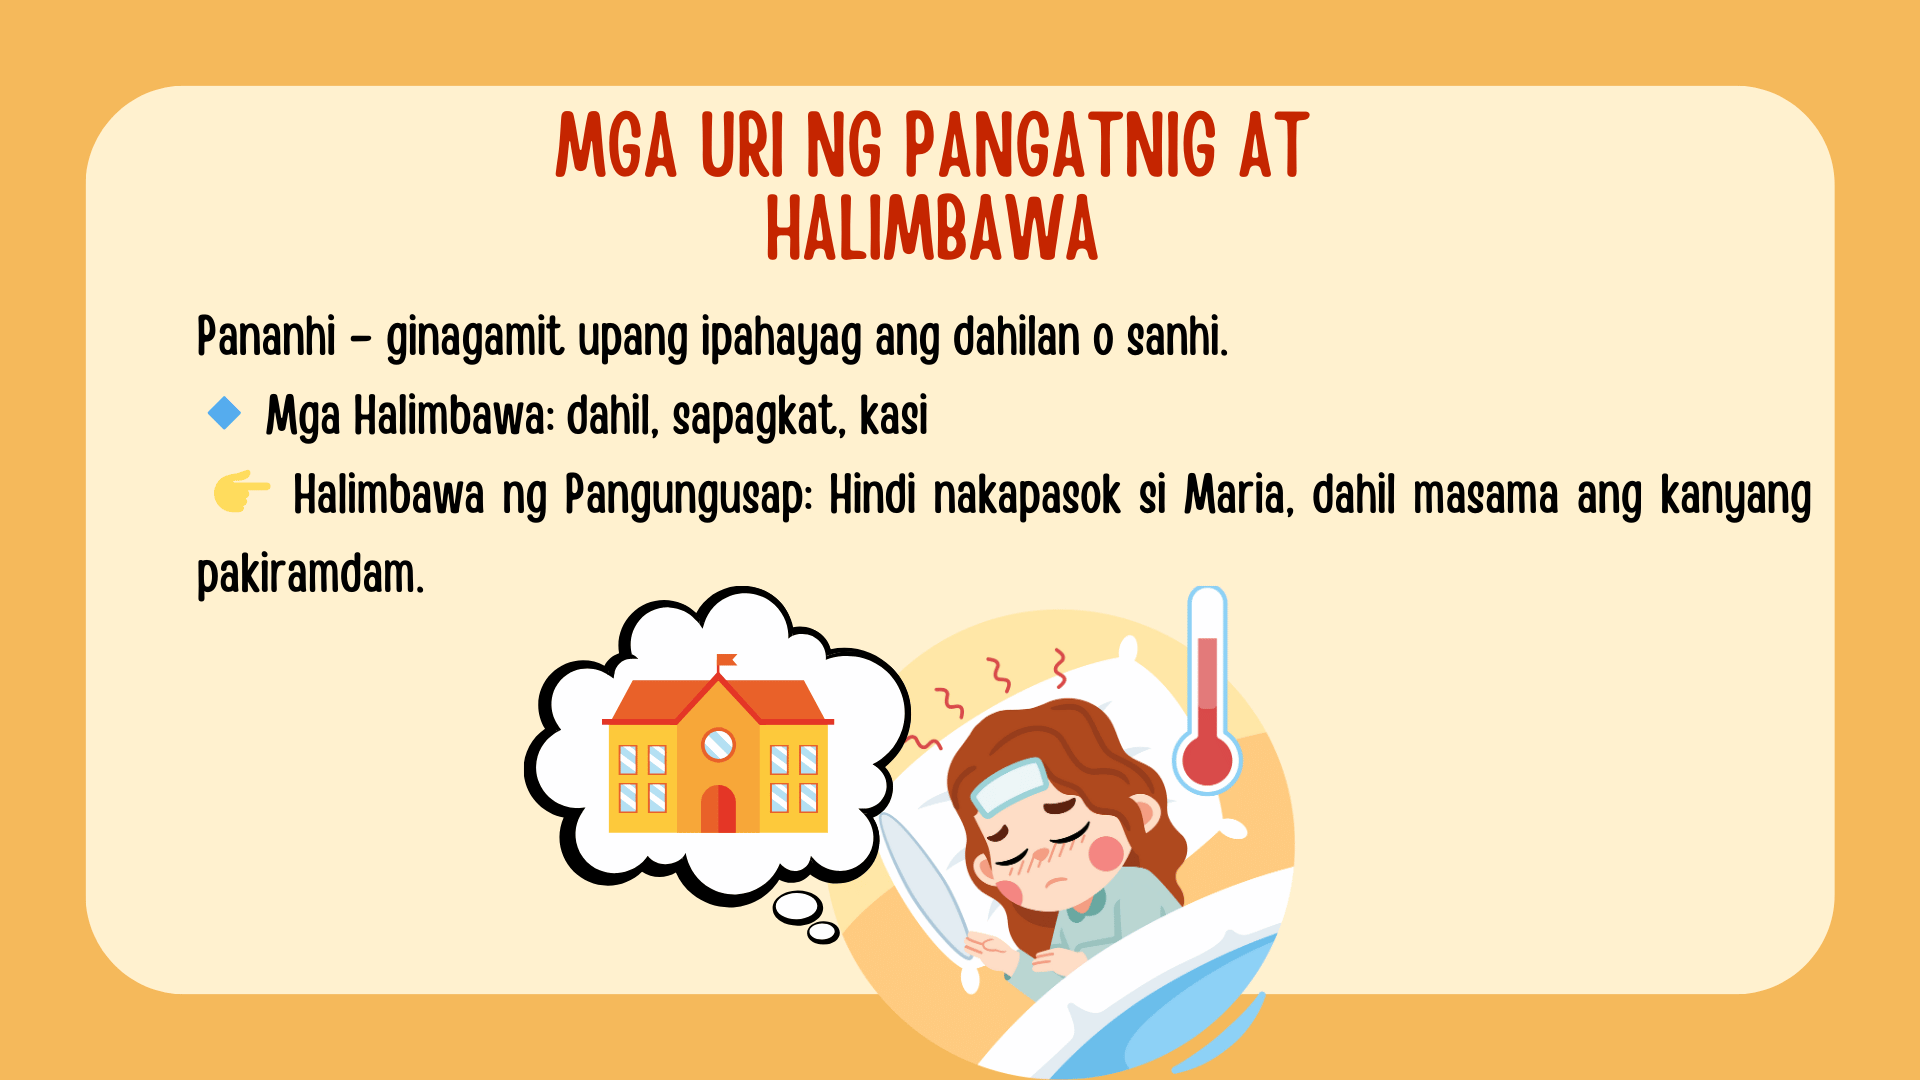 MGA URI NG PANGATNIG AT
HALIMBAWA
Pananhi – ginagamit upang ipahayag ang dahilan o sanhi.
🔹 Mga Halimbawa: dahil, sapagkat, kasi
👉 Halimbawa ng Pangungusap: Hindi nakapasok si Maria, dahil masama ang kanyang
pakiramdam.